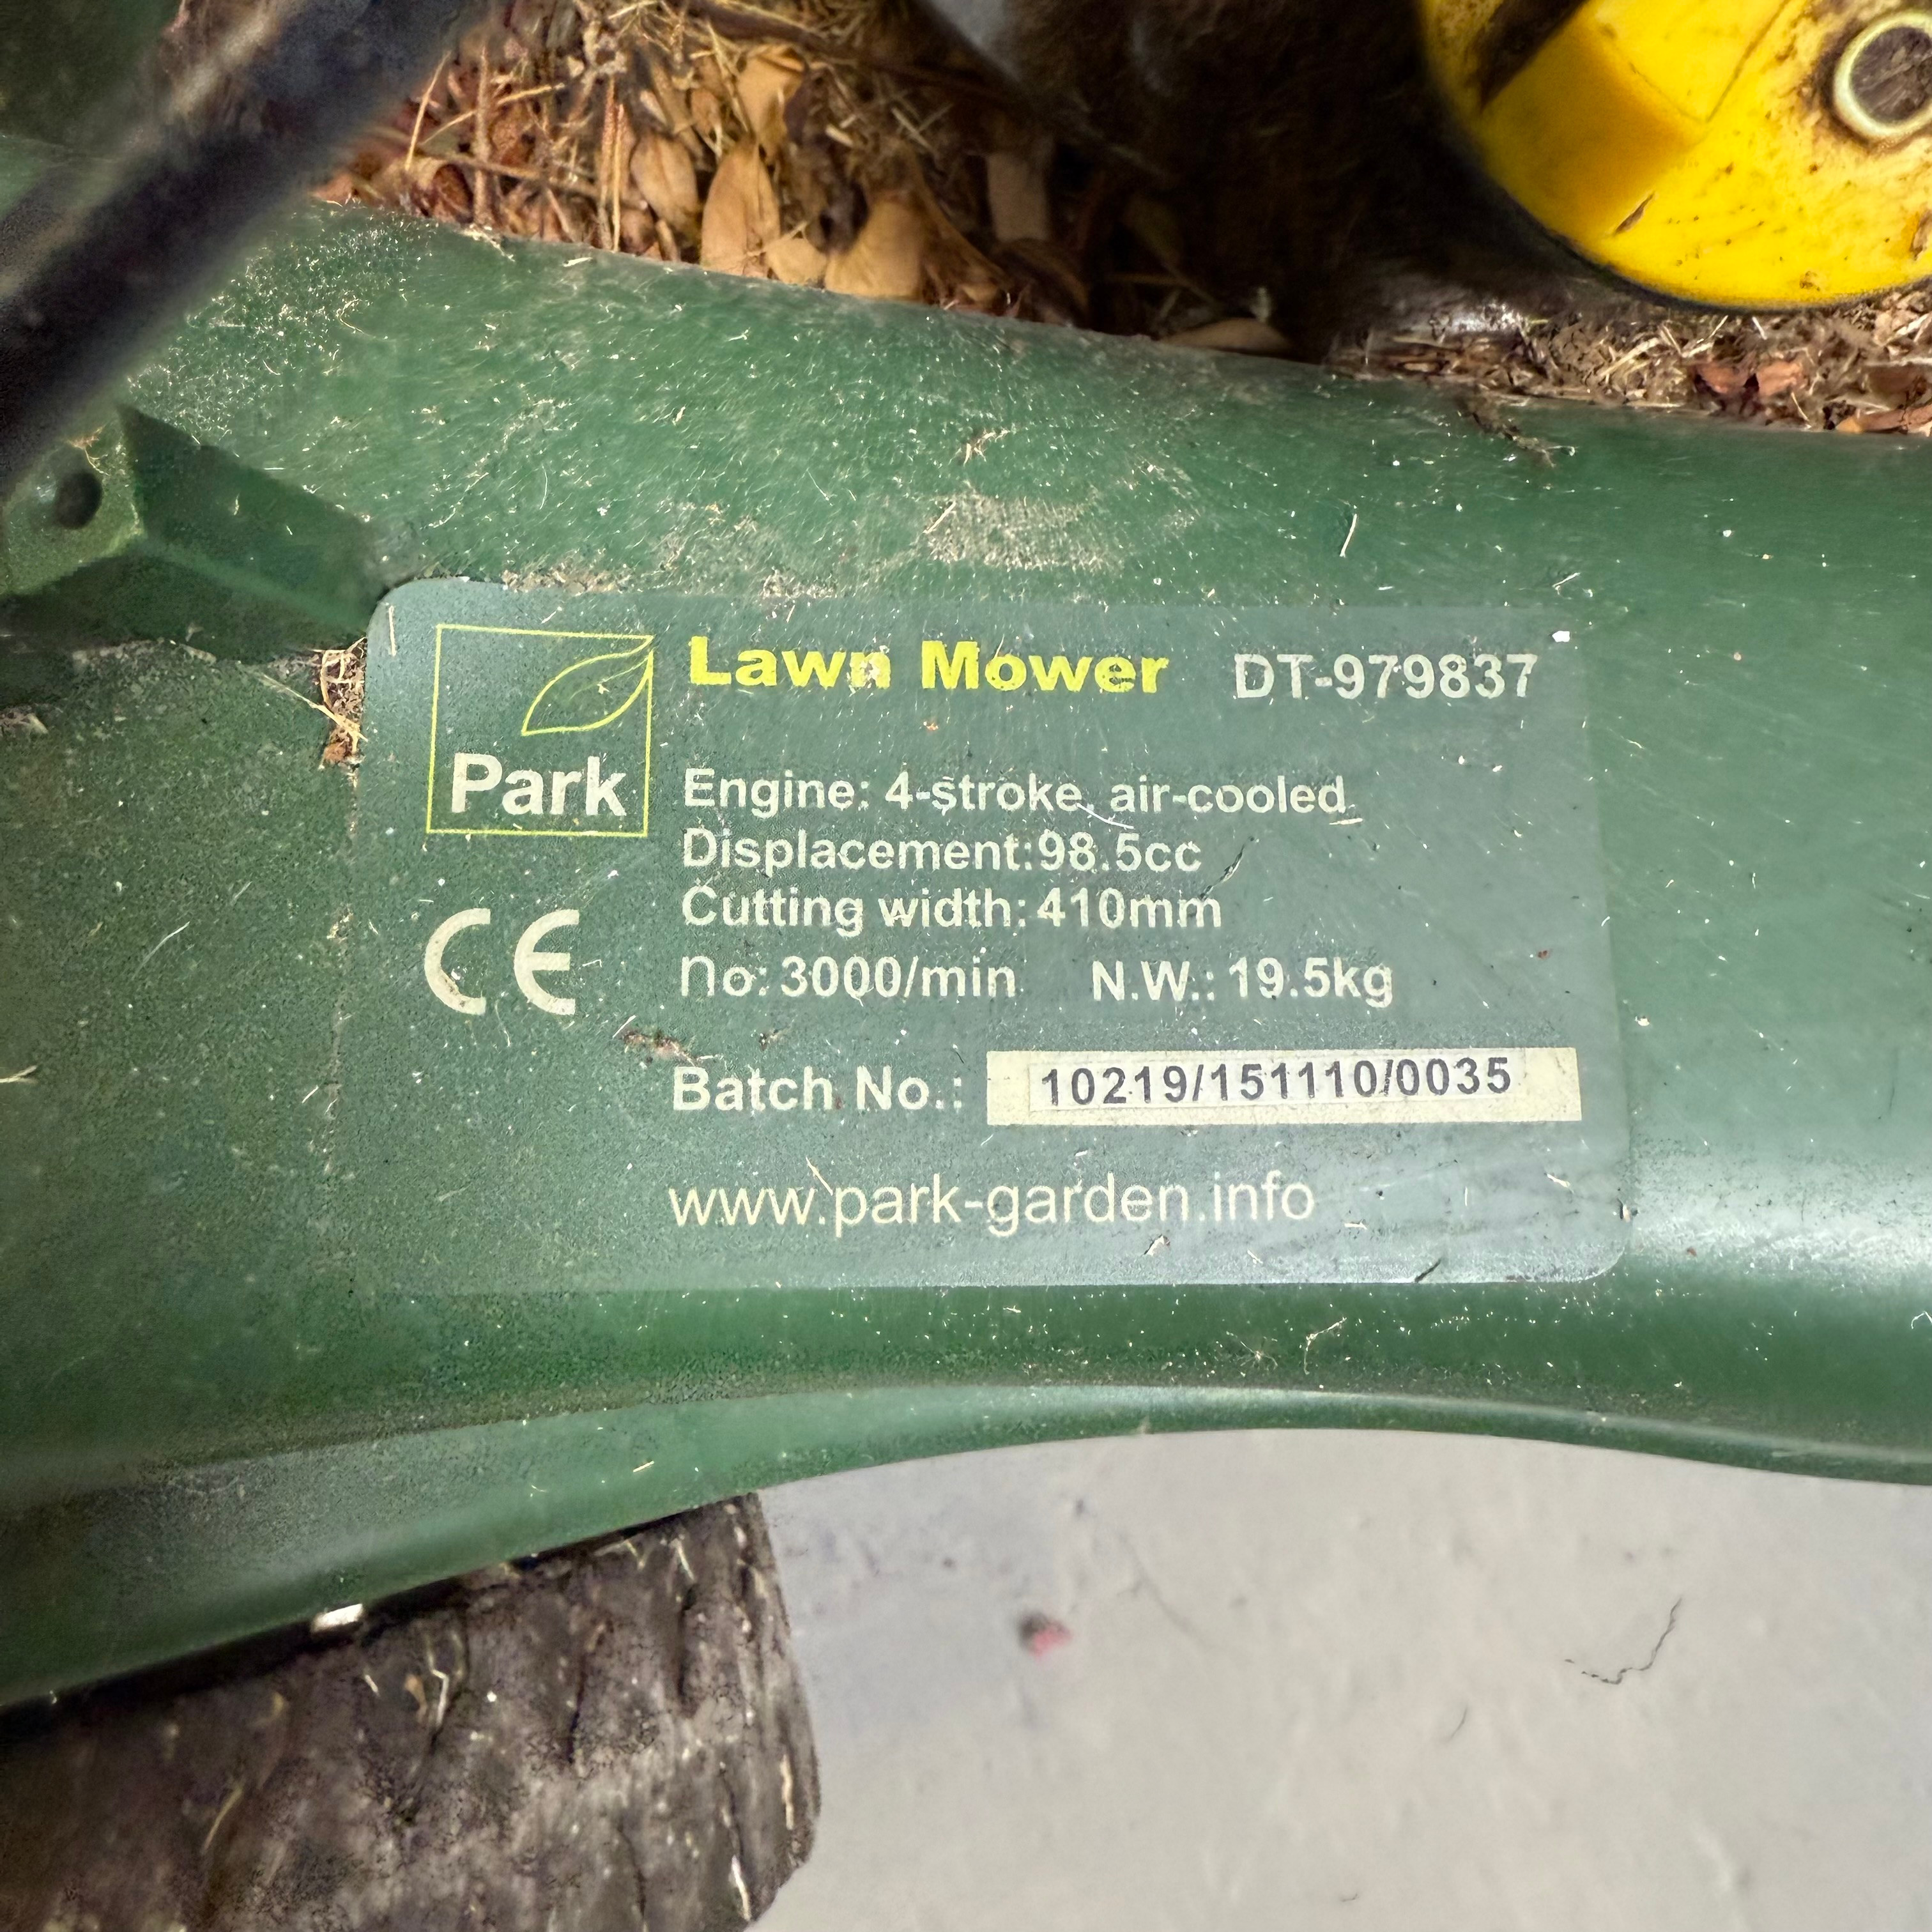 Park
Lawn Mower DT-979837
Engine: 4-stroke, air-cooled
Displacement:98.5cc
Cutting width: 410mm
no: 3000/min N.W.: 19.5kg
CE
Batch No.: 10219/151110/0035
www.park-garden.info